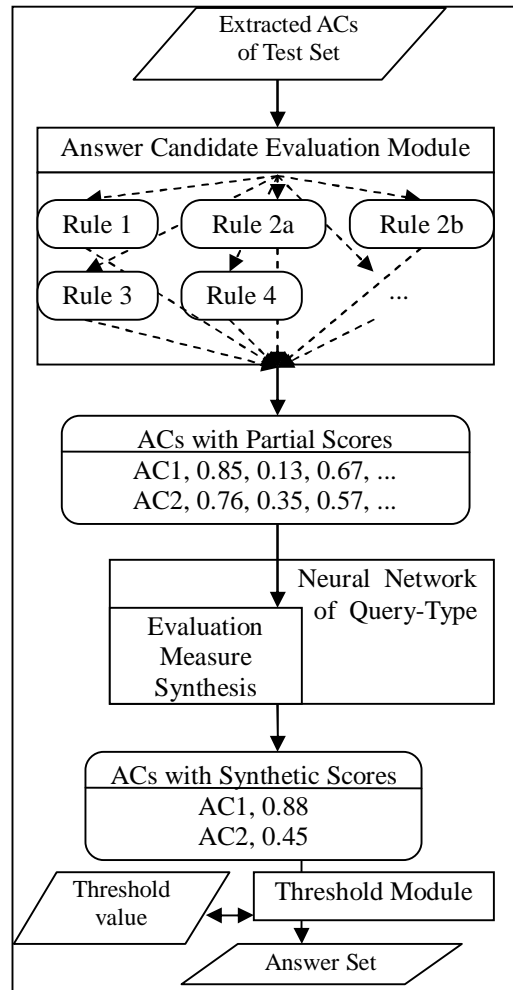 Extracted ACs
of Test Set
Answer Candidate Evaluation Module
Rule 1
Rule 2a
Rule 2b
Rule 3
Rule 4
...
ACs with Partial Scores
AC1, 0.85, 0.13, 0.67, ...
AC2, 0.76, 0.35, 0.57, ...
Neural Network
of Query-Type
Evaluation
Measure
Synthesis
ACs with Synthetic Scores
AC1, 0.88
AC2, 0.45
Threshold
value
Threshold Module
Answer Set